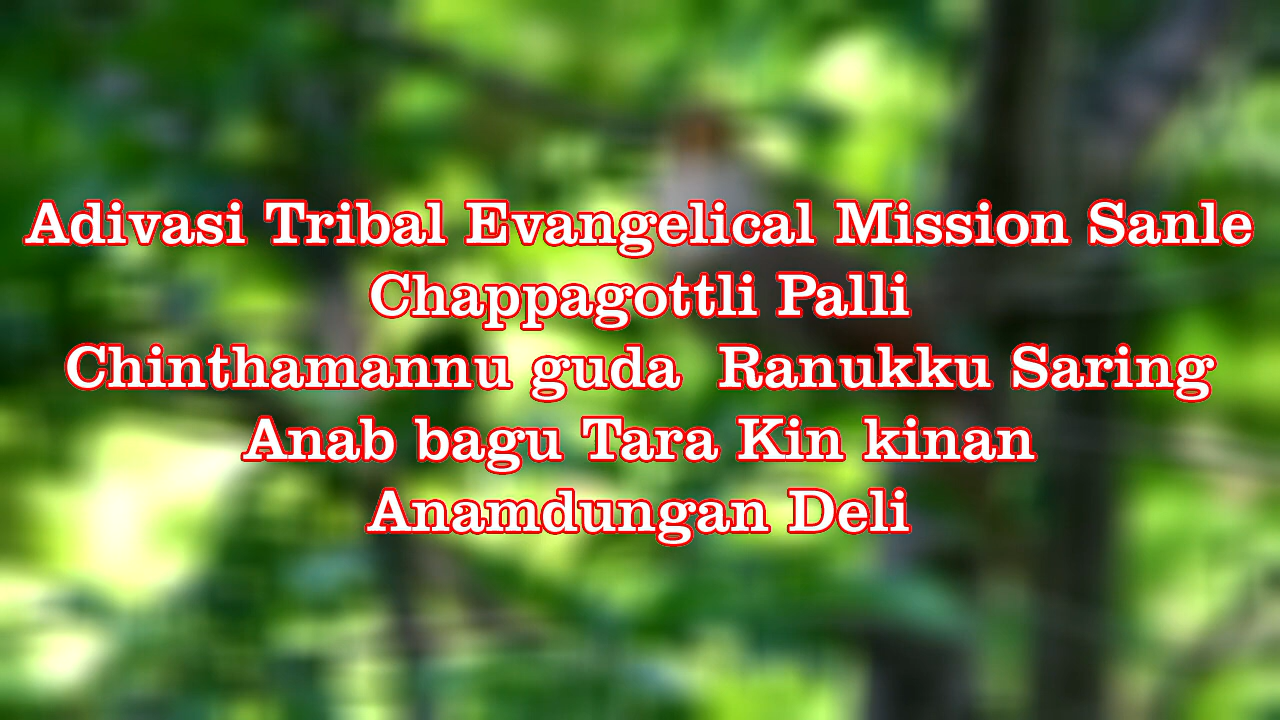 Adivasi Tribal Evangelical Mission Sanle
Chappagottli Palli
Chinthamannu guda  Ranukku Saring
Anab bagu Tara Kin kinan
Anamdungan Deli